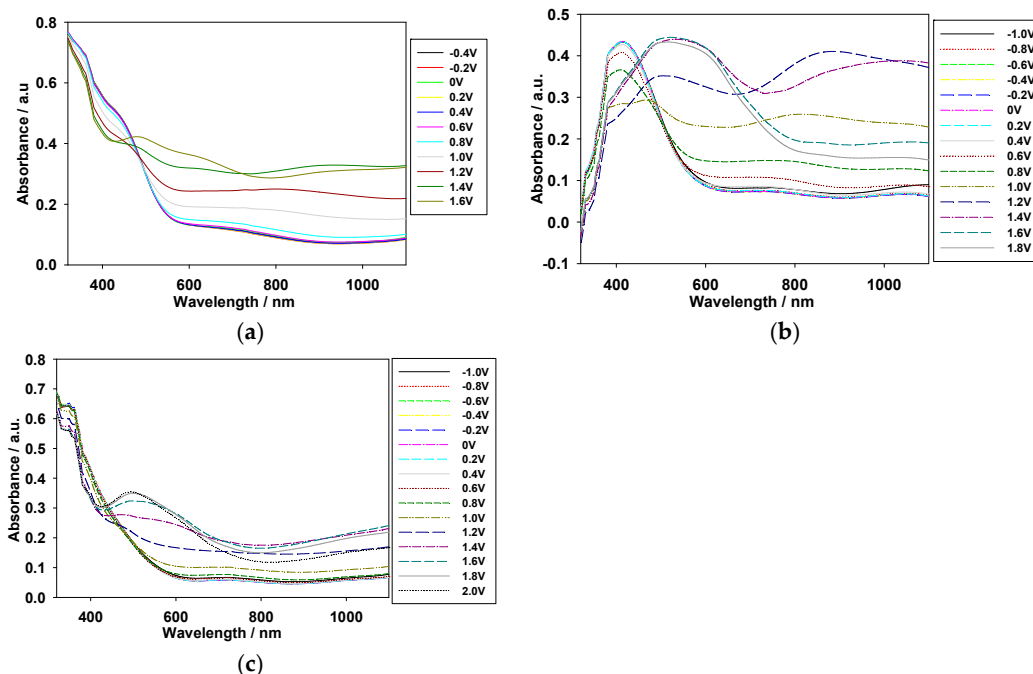 0.8
0.6
0.4
0.2
0.0
Absorbance / a.u
400
600
800
1000
Wavelength / nm
-0.4V
-0.2V
0V
0.2V
0.4V
0.6V
0.8V
1.0V
1.2V
1.4V
1.6V
(a)
0.5
0.4
0.3
0.2
0.1
0.0
-0.1
Absorbance / a.u.
400
600
800
1000
Wavelength / nm
-1.0V
-0.8V
-0.6V
-0.4V
-0.2V
0V
0.2V
0.4V
0.6V
0.8V
1.0V
1.2V
1.4V
1.6V
1.8V
(b)
0.8
0.7
0.6
0.5
0.4
0.3
0.2
0.1
0.0
Absorbance / a.u.
400
600
800
1000
Wavelength / nm
-1.0V
-0.8V
-0.6V
-0.4V
-0.2V
0V
0.2V
0.4V
0.6V
0.8V
1.0V
1.2V
1.4V
1.6V
1.8V
2.0V
(c)